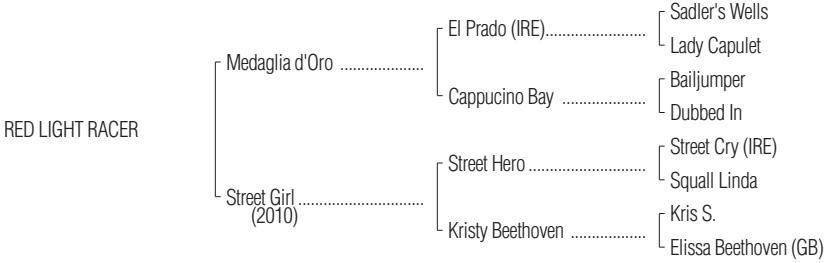 Sadler's Wells
El Prado (IRE)
Lady Capulet
Medaglia d'Oro
Bailjumper
Cappucino Bay
Dubbed In
RED LIGHT RACER
Street Cry (IRE)
Street Hero
Squall Linda
Street Girl
(2010)
Kris S.
Kristy Beethoven
Elissa Beethoven (GB)